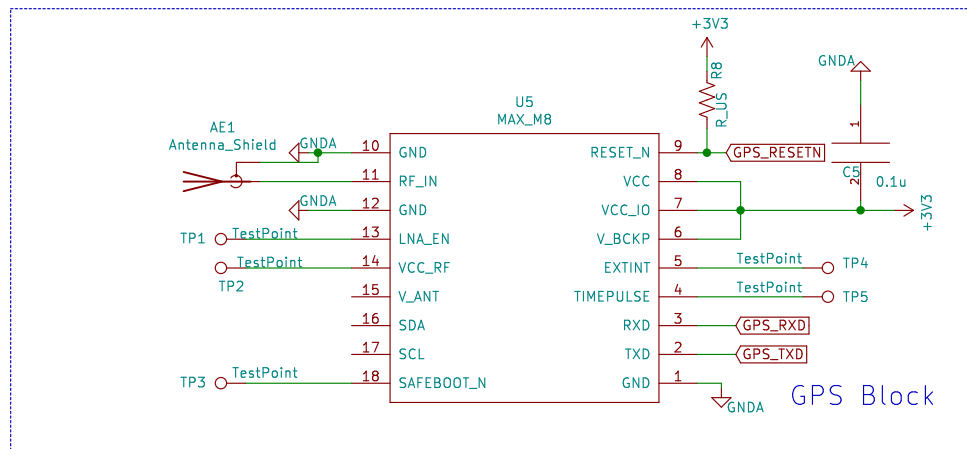 +3V3
R8
R_US
GNDA
U5
MAX_M8
AE1
Antenna_Shield
GNDA
10 GND
RESET_N 9
GPS_RESETN
1
C5
2
0.1u
11 RF_IN
VCC 8
GNDA
12 GND
VCC_IO 7
+3V3
TP1 TestPoint
13 LNA_EN
V_BCKP 6
TestPoint
TP2
14 VCC_RF
EXTINT 5
TestPoint TP4
15 V_ANT
TIMEPULSE 4
TestPoint TP5
16 SDA
RXD 3
GPS_RXD
17 SCL
TXD 2
GPS_TXD
TP3 TestPoint
18 SAFEBOOT_N
GND 1
GNDA
GPS Block